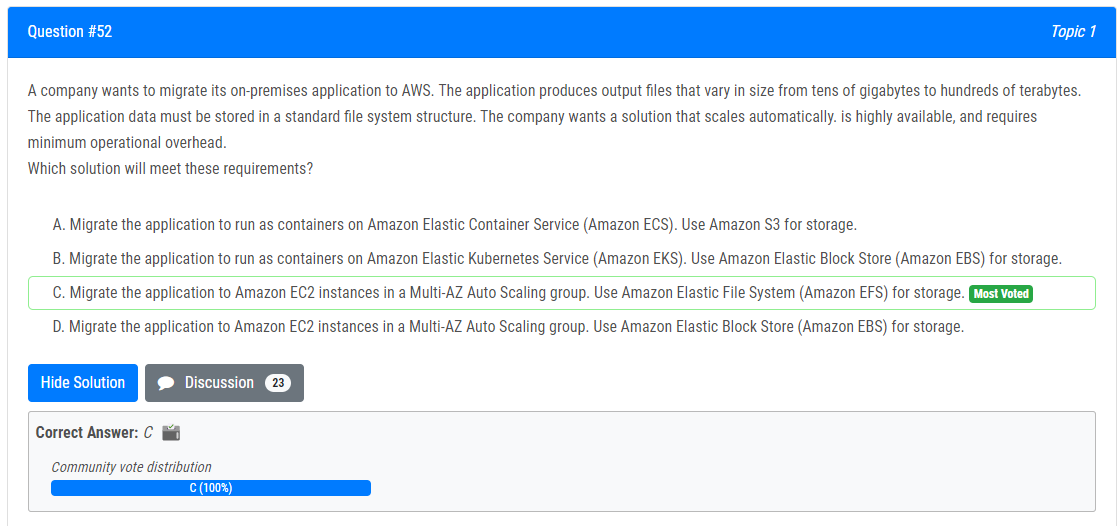 Question #52
Topic 1
A company wants to migrate its on-premises application to AWS. The application produces output files that vary in size from tens of gigabytes to hundreds of terabytes.
The application data must be stored in a standard file system structure. The company wants a solution that scales automatically. is highly available, and requires
minimum operational overhead.
Which solution will meet these requirements?
A. Migrate the application to run as containers on Amazon Elastic Container Service (Amazon ECS). Use Amazon S3 for storage.
B. Migrate the application to run as containers on Amazon Elastic Kubernetes Service (Amazon EKS). Use Amazon Elastic Block Store (Amazon EBS) for storage.
C. Migrate the application to Amazon EC2 instances in a Multi-AZ Auto Scaling group. Use Amazon Elastic File System (Amazon EFS) for storage. Most Voted
D. Migrate the application to Amazon EC2 instances in a Multi-AZ Auto Scaling group. Use Amazon Elastic Block Store (Amazon EBS) for storage.
Hide Solution
Discussion 23
Correct Answer: C
Community vote distribution
C (100%)